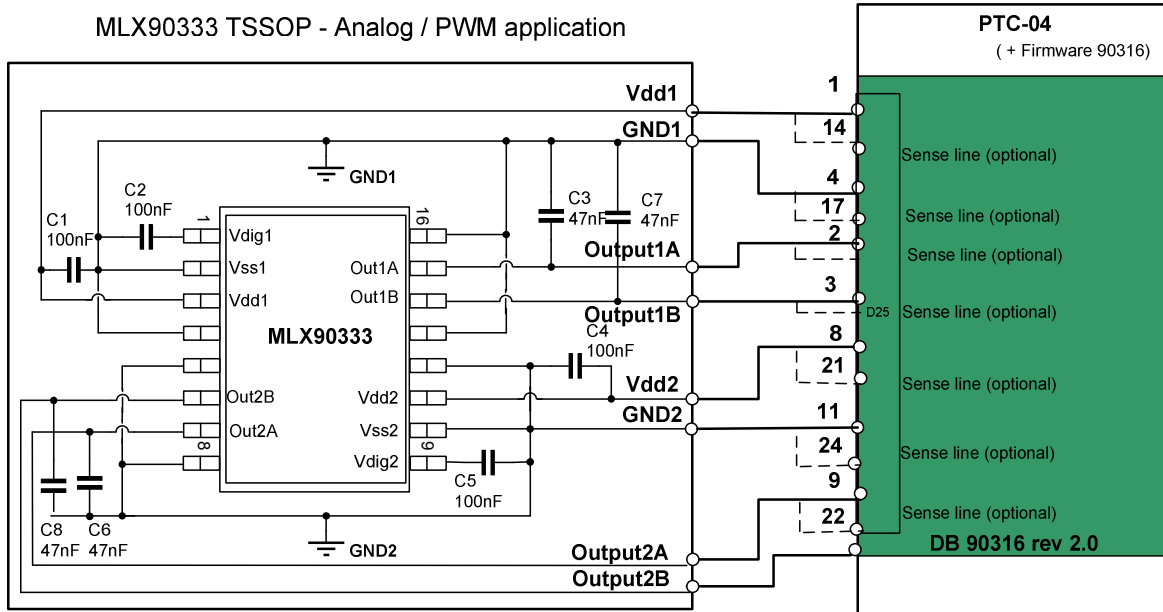 MLX90333 TSSOP - Analog / PWM application
PTC-04
( + Firmware 90316)
Vdd1
1
14
Sense line (optional)
GND1
GND1
4
17
Sense line (optional)
C2
100nF
C1
100nF
C3
47nF
C7
47nF
1
16
Vdig1
Vss1
Vdd1
Out1A
Out1B
Output1A
2
Sense line (optional)
Output1B
3
D25
Sense line (optional)
MLX90333
C4
100nF
8
21
Sense line (optional)
Vdd2
Out2B
Out2A
8
Vdd2
Vss2
9
Vdig2
GND2
11
24
Sense line (optional)
C5
100nF
9
22
Sense line (optional)
C8
47nF
C6
47nF
GND2
Output2A
Output2B
DB 90316 rev 2.0